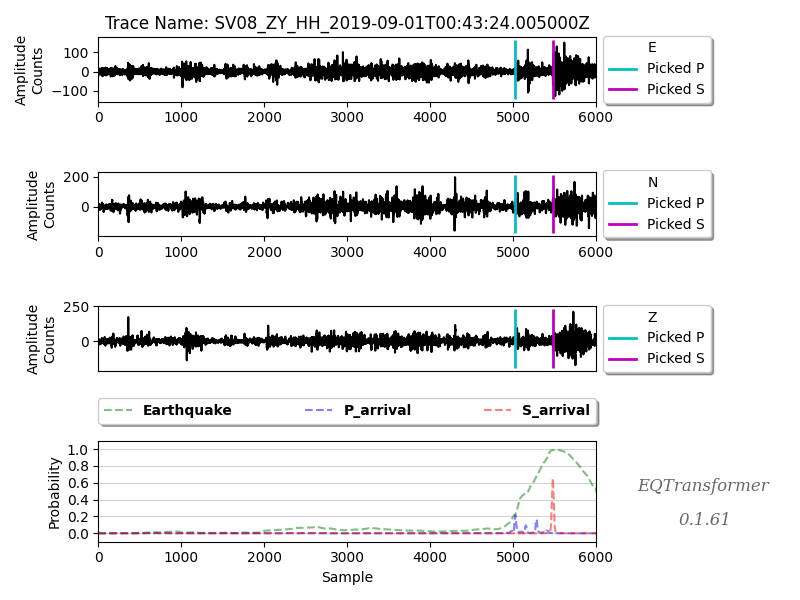 Trace Name: SV08_ZY_HH_2019-09-01T00:43:24.005000Z
Amplitude
Counts
100
0
−100
0 1000 2000 3000 4000 5000 6000
E
Picked P
Picked S
Amplitude
Counts
200
0
0 1000 2000 3000 4000 5000 6000
N
Picked P
Picked S
Amplitude
Counts
250
0
0 1000 2000 3000 4000 5000 6000
Z
Picked P
Picked S
Earthquake P_arrival S_arrival
Probability
1.0
0.8
0.6
0.4
0.2
0.0
0 1000 2000 3000 4000 5000 6000
Sample
EQTransformer
0.1.61